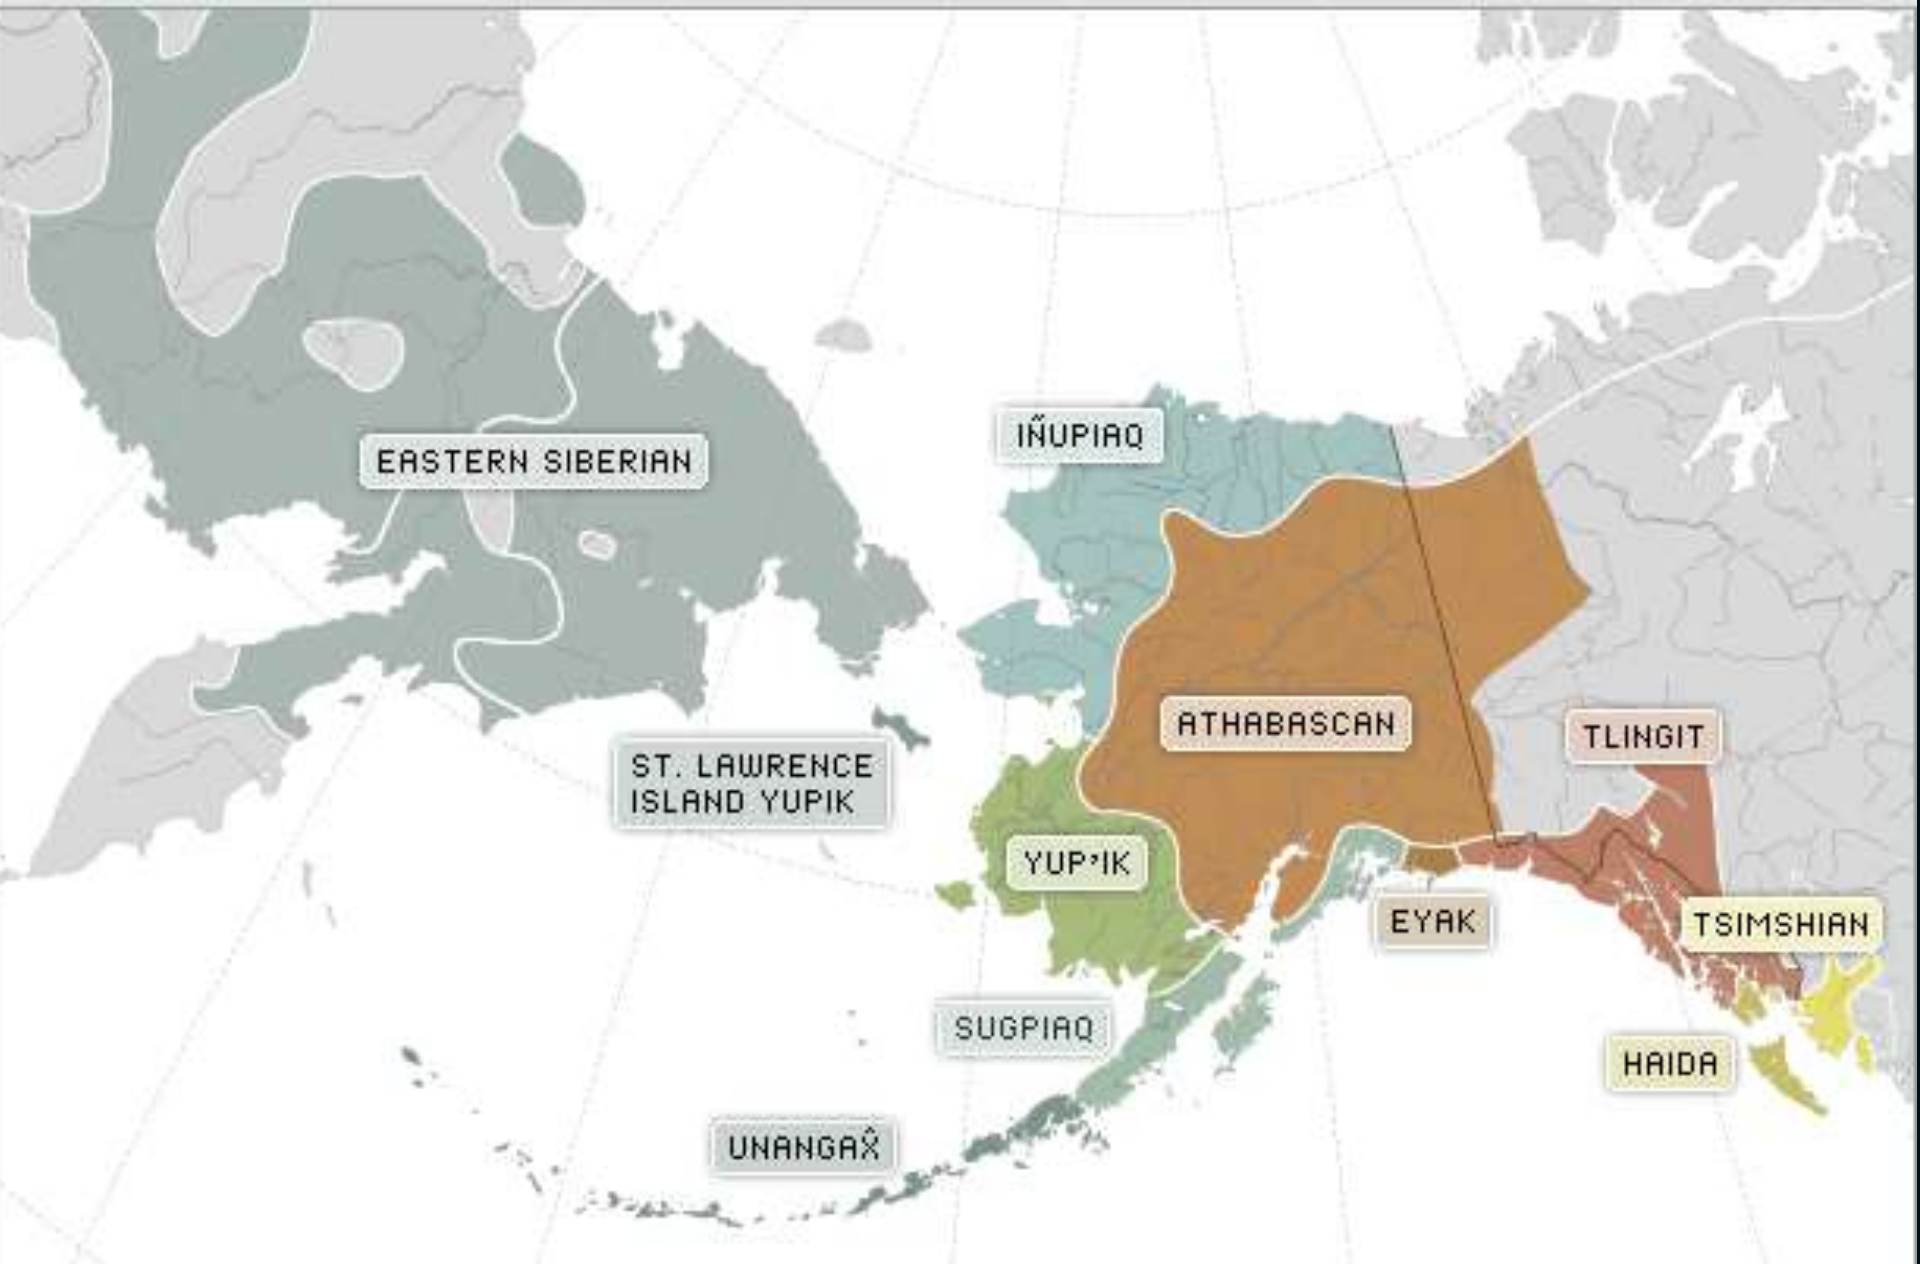 IÑUPIAQ
EASTERN SIBERIAN
ATHABASCAN
TLINGIT
ST. LAWRENCE
ISLAND YUPIK
YUP'IK
EYAK
TSIMSHIAN
SUGPIAQ
HAIDA
UNANGAX̂